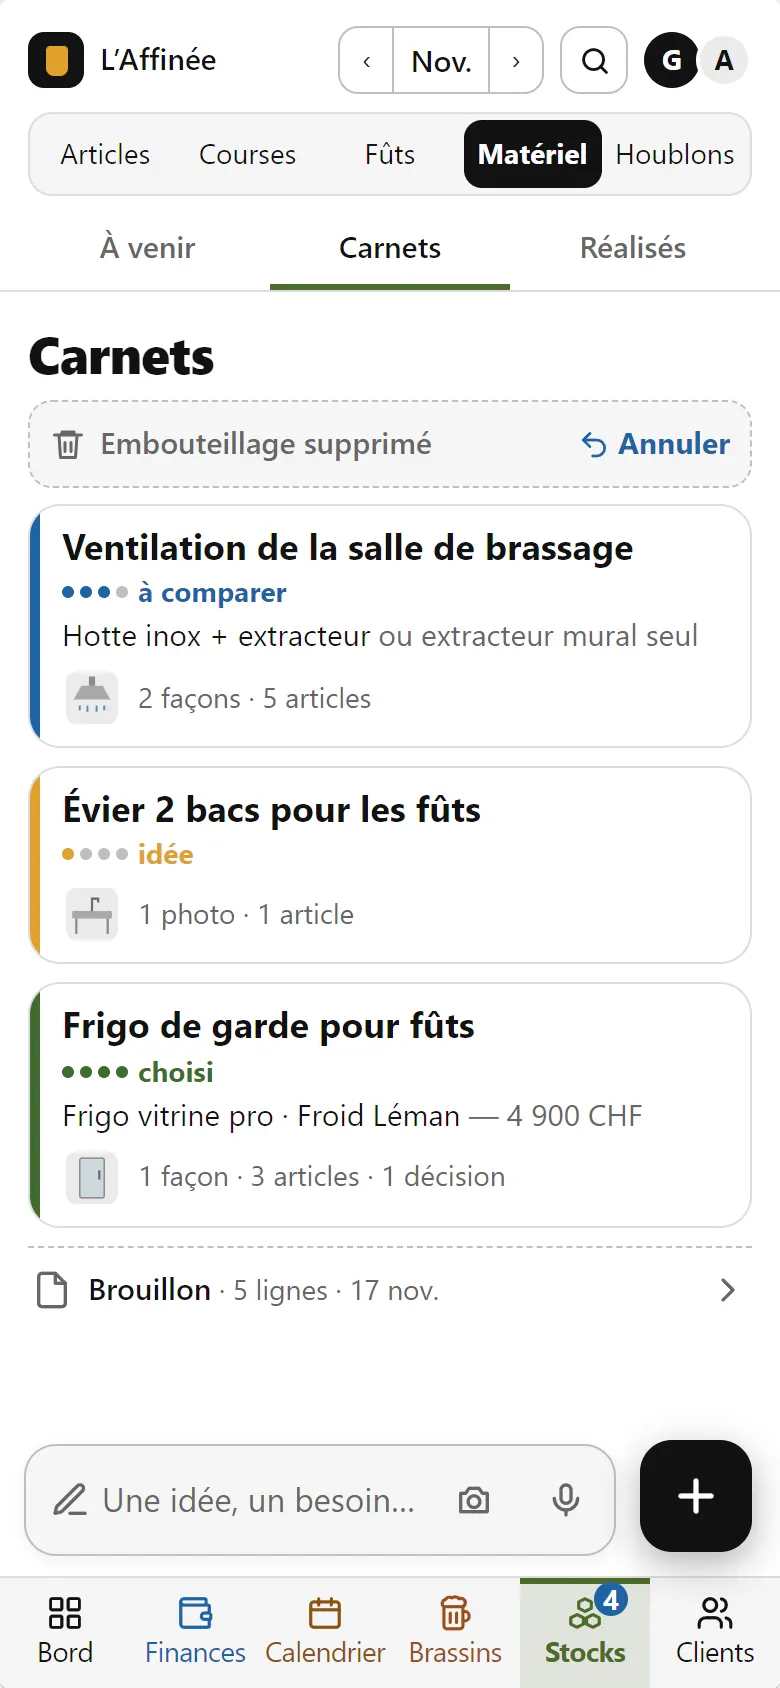 L’Affinée
‹ Nov. › G A
Articles Courses Fûts Matériel Houblons
À venir Carnets Réalisés
Carnets
Embouteillage supprimé Annuler
Ventilation de la salle de brassage
à comparer
Hotte inox + extracteur ou extracteur mural seul
2 façons · 5 articles
Évier 2 bacs pour les fûts
idée
1 photo · 1 article
Frigo de garde pour fûts
choisi
Frigo vitrine pro · Froid Léman — 4 900 CHF
1 façon · 3 articles · 1 décision
Brouillon · 5 lignes · 17 nov.
Une idée, un besoin...
4
Bord Finances Calendrier Brassins Stocks Clients